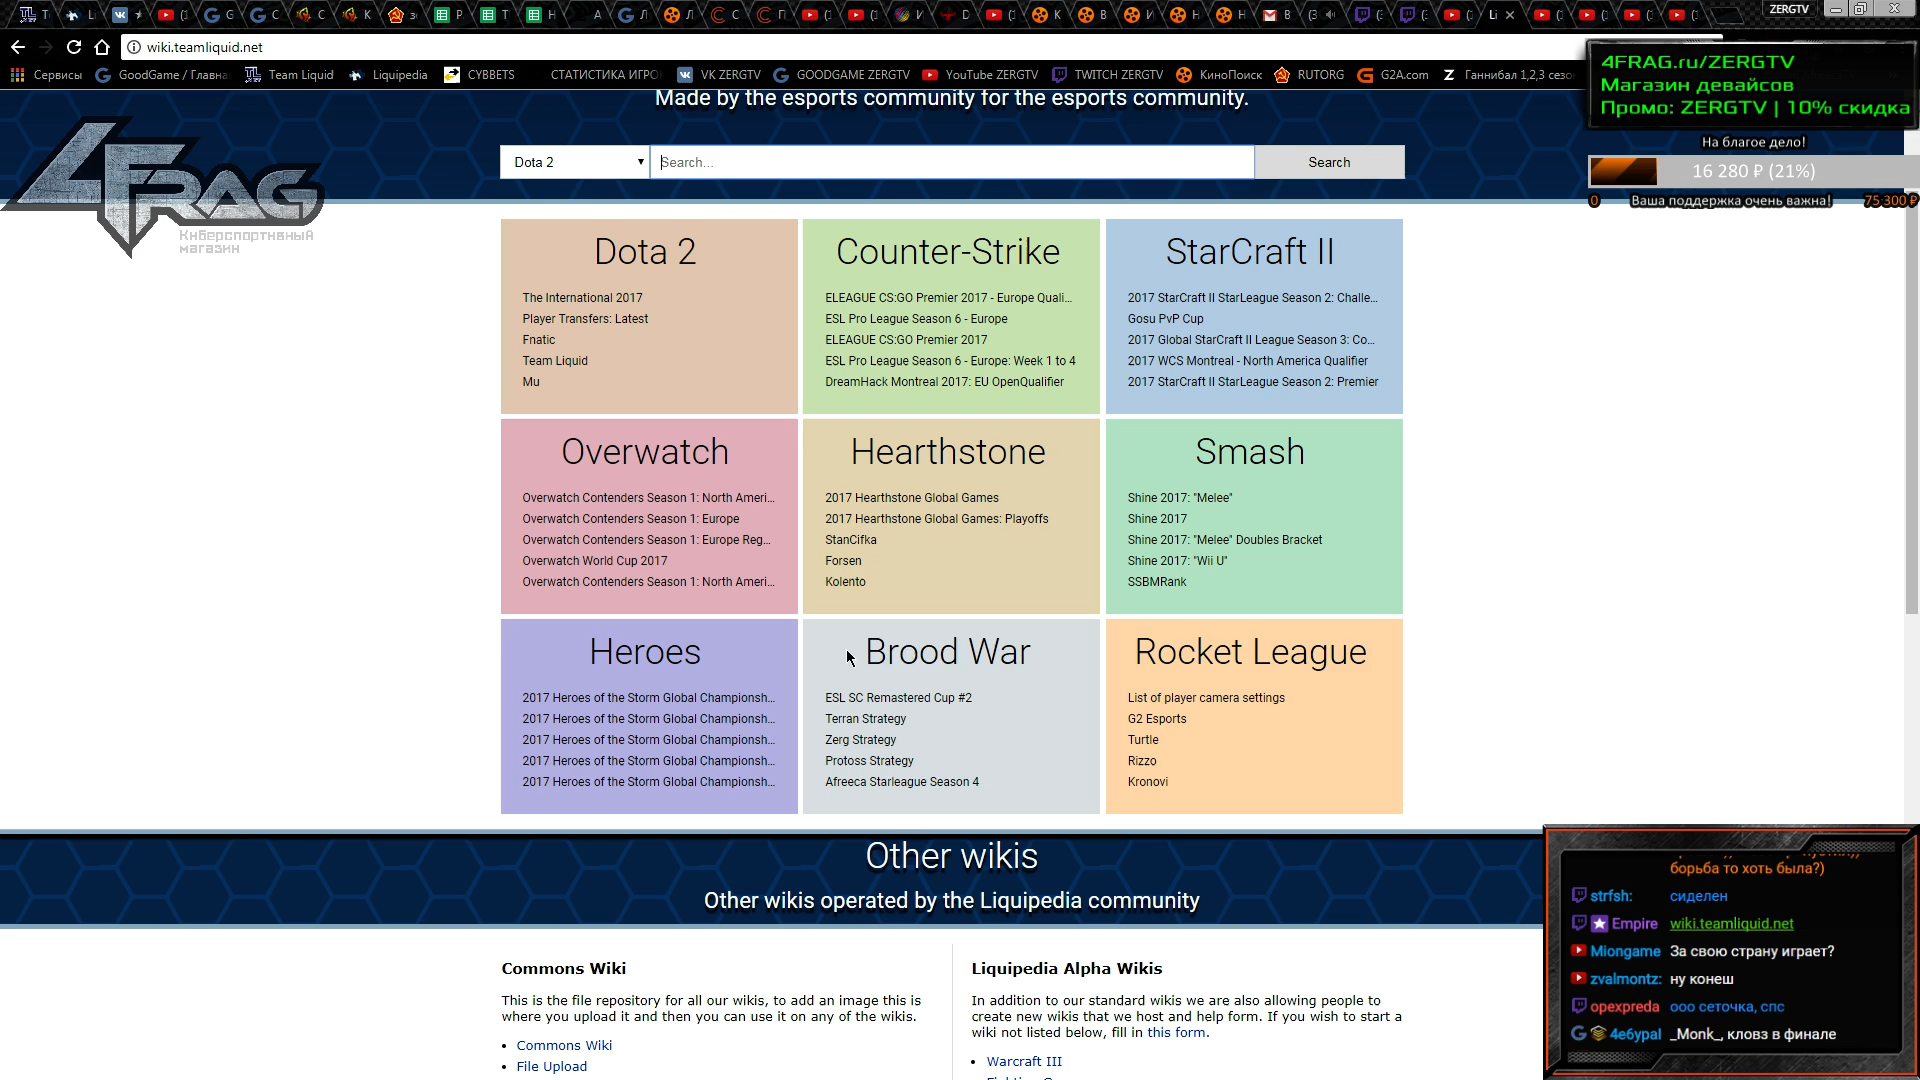 ZERGTV
wiki.teamliquid.net
Сервисы
GoodGame / Главна
Team Liquid
Liquipedia
CYBBETS
СТАТИСТИКА ИГРО
VK ZERGTV
GOODGAME ZERGTV
YouTube ZERGTV
TWITCH ZERGTV
КиноПоиск
RUTORG
G2A.com
Ганнибал 1,2,3 сезо
4FRAG.ru/ZERGTV
Магазин девайсов
Промо: ZERGTV | 10% скидка
Made by the esports community for the esports community.
4FRAG
Киберспортивный
магазин
Dota 2
Search...
Search
На благое дело!
16 280 ₽ (21%)
0
Ваша поддержка очень важна!
75 300 ₽
Dota 2
The International 2017
Player Transfers: Latest
Fnatic
Team Liquid
Mu
Counter-Strike
ELEAGUE CS:GO Premier 2017 - Europe Quali...
ESL Pro League Season 6 - Europe
ELEAGUE CS:GO Premier 2017
ESL Pro League Season 6 - Europe: Week 1 to 4
DreamHack Montreal 2017: EU OpenQualifier
StarCraft II
2017 StarCraft II StarLeague Season 2: Challe...
Gosu PvP Cup
2017 Global StarCraft II League Season 3: Co...
2017 WCS Montreal - North America Qualifier
2017 StarCraft II StarLeague Season 2: Premier
Overwatch
Overwatch Contenders Season 1: North Ameri...
Overwatch Contenders Season 1: Europe
Overwatch Contenders Season 1: Europe Reg...
Overwatch World Cup 2017
Overwatch Contenders Season 1: North Ameri...
Hearthstone
2017 Hearthstone Global Games
2017 Hearthstone Global Games: Playoffs
StanCifka
Forsen
Kolento
Smash
Shine 2017: "Melee"
Shine 2017
Shine 2017: "Melee" Doubles Bracket
Shine 2017: "Wii U"
SSBMRank
Heroes
2017 Heroes of the Storm Global Championsh...
2017 Heroes of the Storm Global Championsh...
2017 Heroes of the Storm Global Championsh...
2017 Heroes of the Storm Global Championsh...
2017 Heroes of the Storm Global Championsh...
Brood War
ESL SC Remastered Cup #2
Terran Strategy
Zerg Strategy
Protoss Strategy
Afreeca Starleague Season 4
Rocket League
List of player camera settings
G2 Esports
Turtle
Rizzo
Kronovi
Other wikis
Other wikis operated by the Liquipedia community
Commons Wiki
This is the file repository for all our wikis, to add an image this is
where you upload it and then you can use it on any of the wikis.
Commons Wiki
File Upload
Liquipedia Alpha Wikis
In addition to our standard wikis we are also allowing people to
create new wikis that we host and help form. If you wish to start a
wiki not listed below, fill in this form.
Warcraft III
борьба то хоть была?)
strfsh: сиделен
Empire wiki.teamliquid.net
Miongame За свою страну играет?
zvalmontz: ну конеш
opexpreda ооо сеточка, спс
4e6ypal _Monk_, кловз в финале